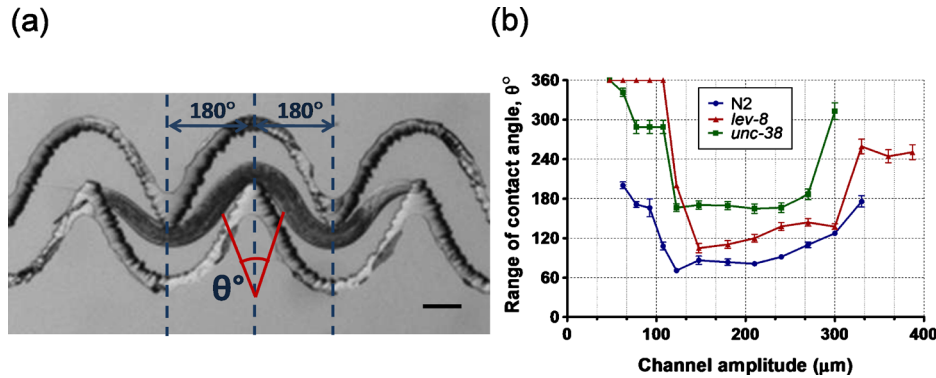 (a)
180° 180°
θ°
(b)
Range of contact angle, θ°
360
300
240
180
120
60
0
N2
lev-8
unc-38
0 100 200 300 400
Channel amplitude (μm)